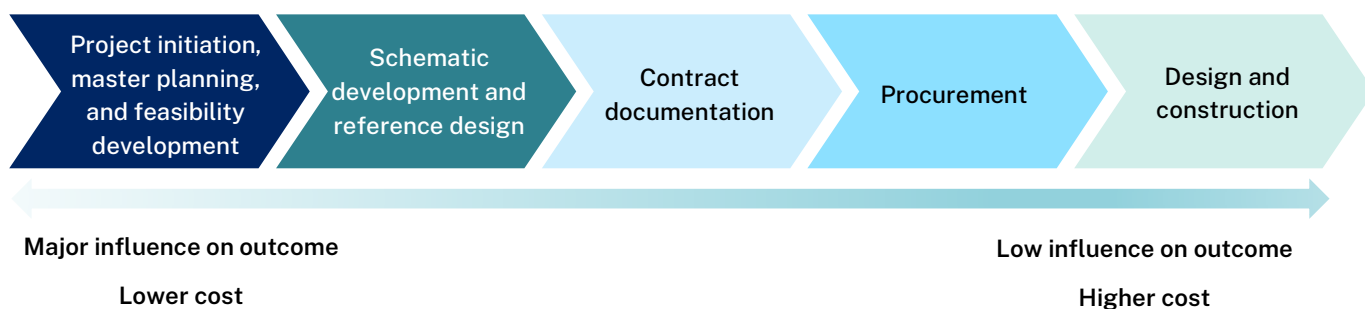 Project initiation,
master planning,
and feasibility
development
Schematic
development and
reference design
Contract
documentation
Procurement
Design and
construction
Major influence on outcome
Lower cost
Low influence on outcome
Higher cost